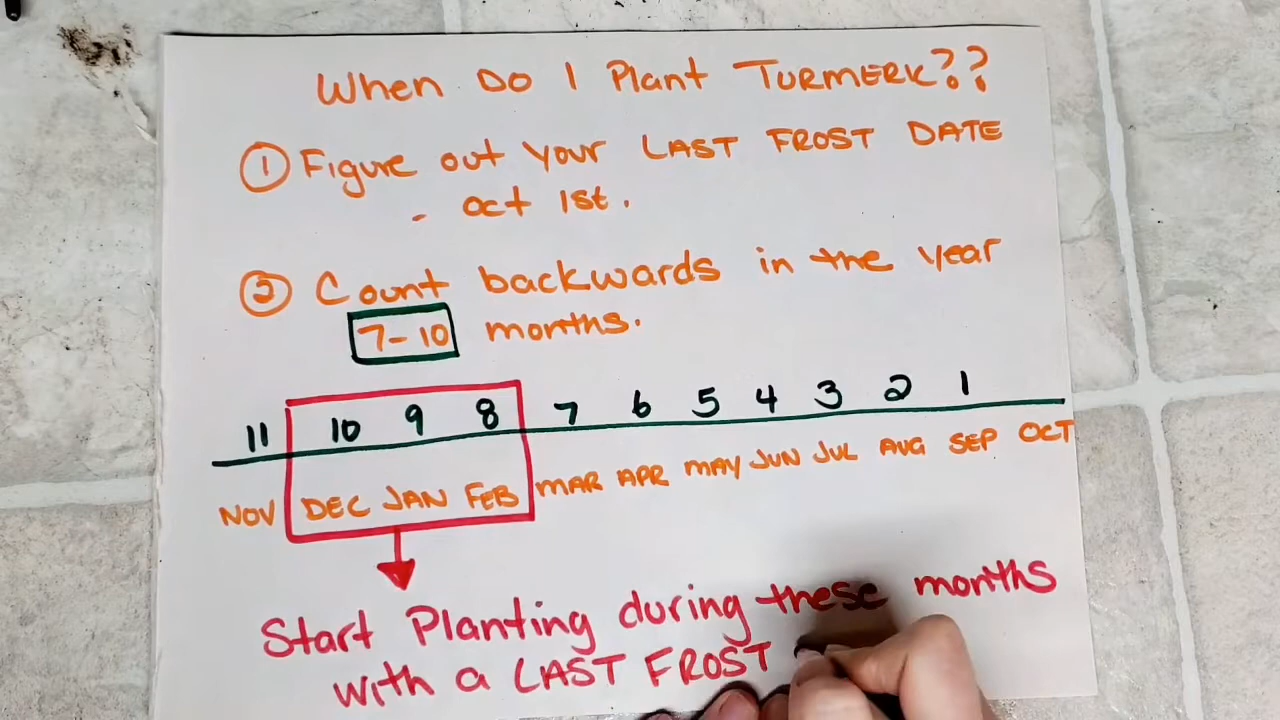 When Do I Plant TURMERK??
① Figure out your LAST FROST DATE
- oct 1st.
② Count backwards in the year
7-10 months.
11 10 9 8 7 6 5 4 3 2 1
NOV DEC JAN FEB MAR APR MAY JUN JUL AUG SEP OCT
Start Planting during these months
with a LAST FROST